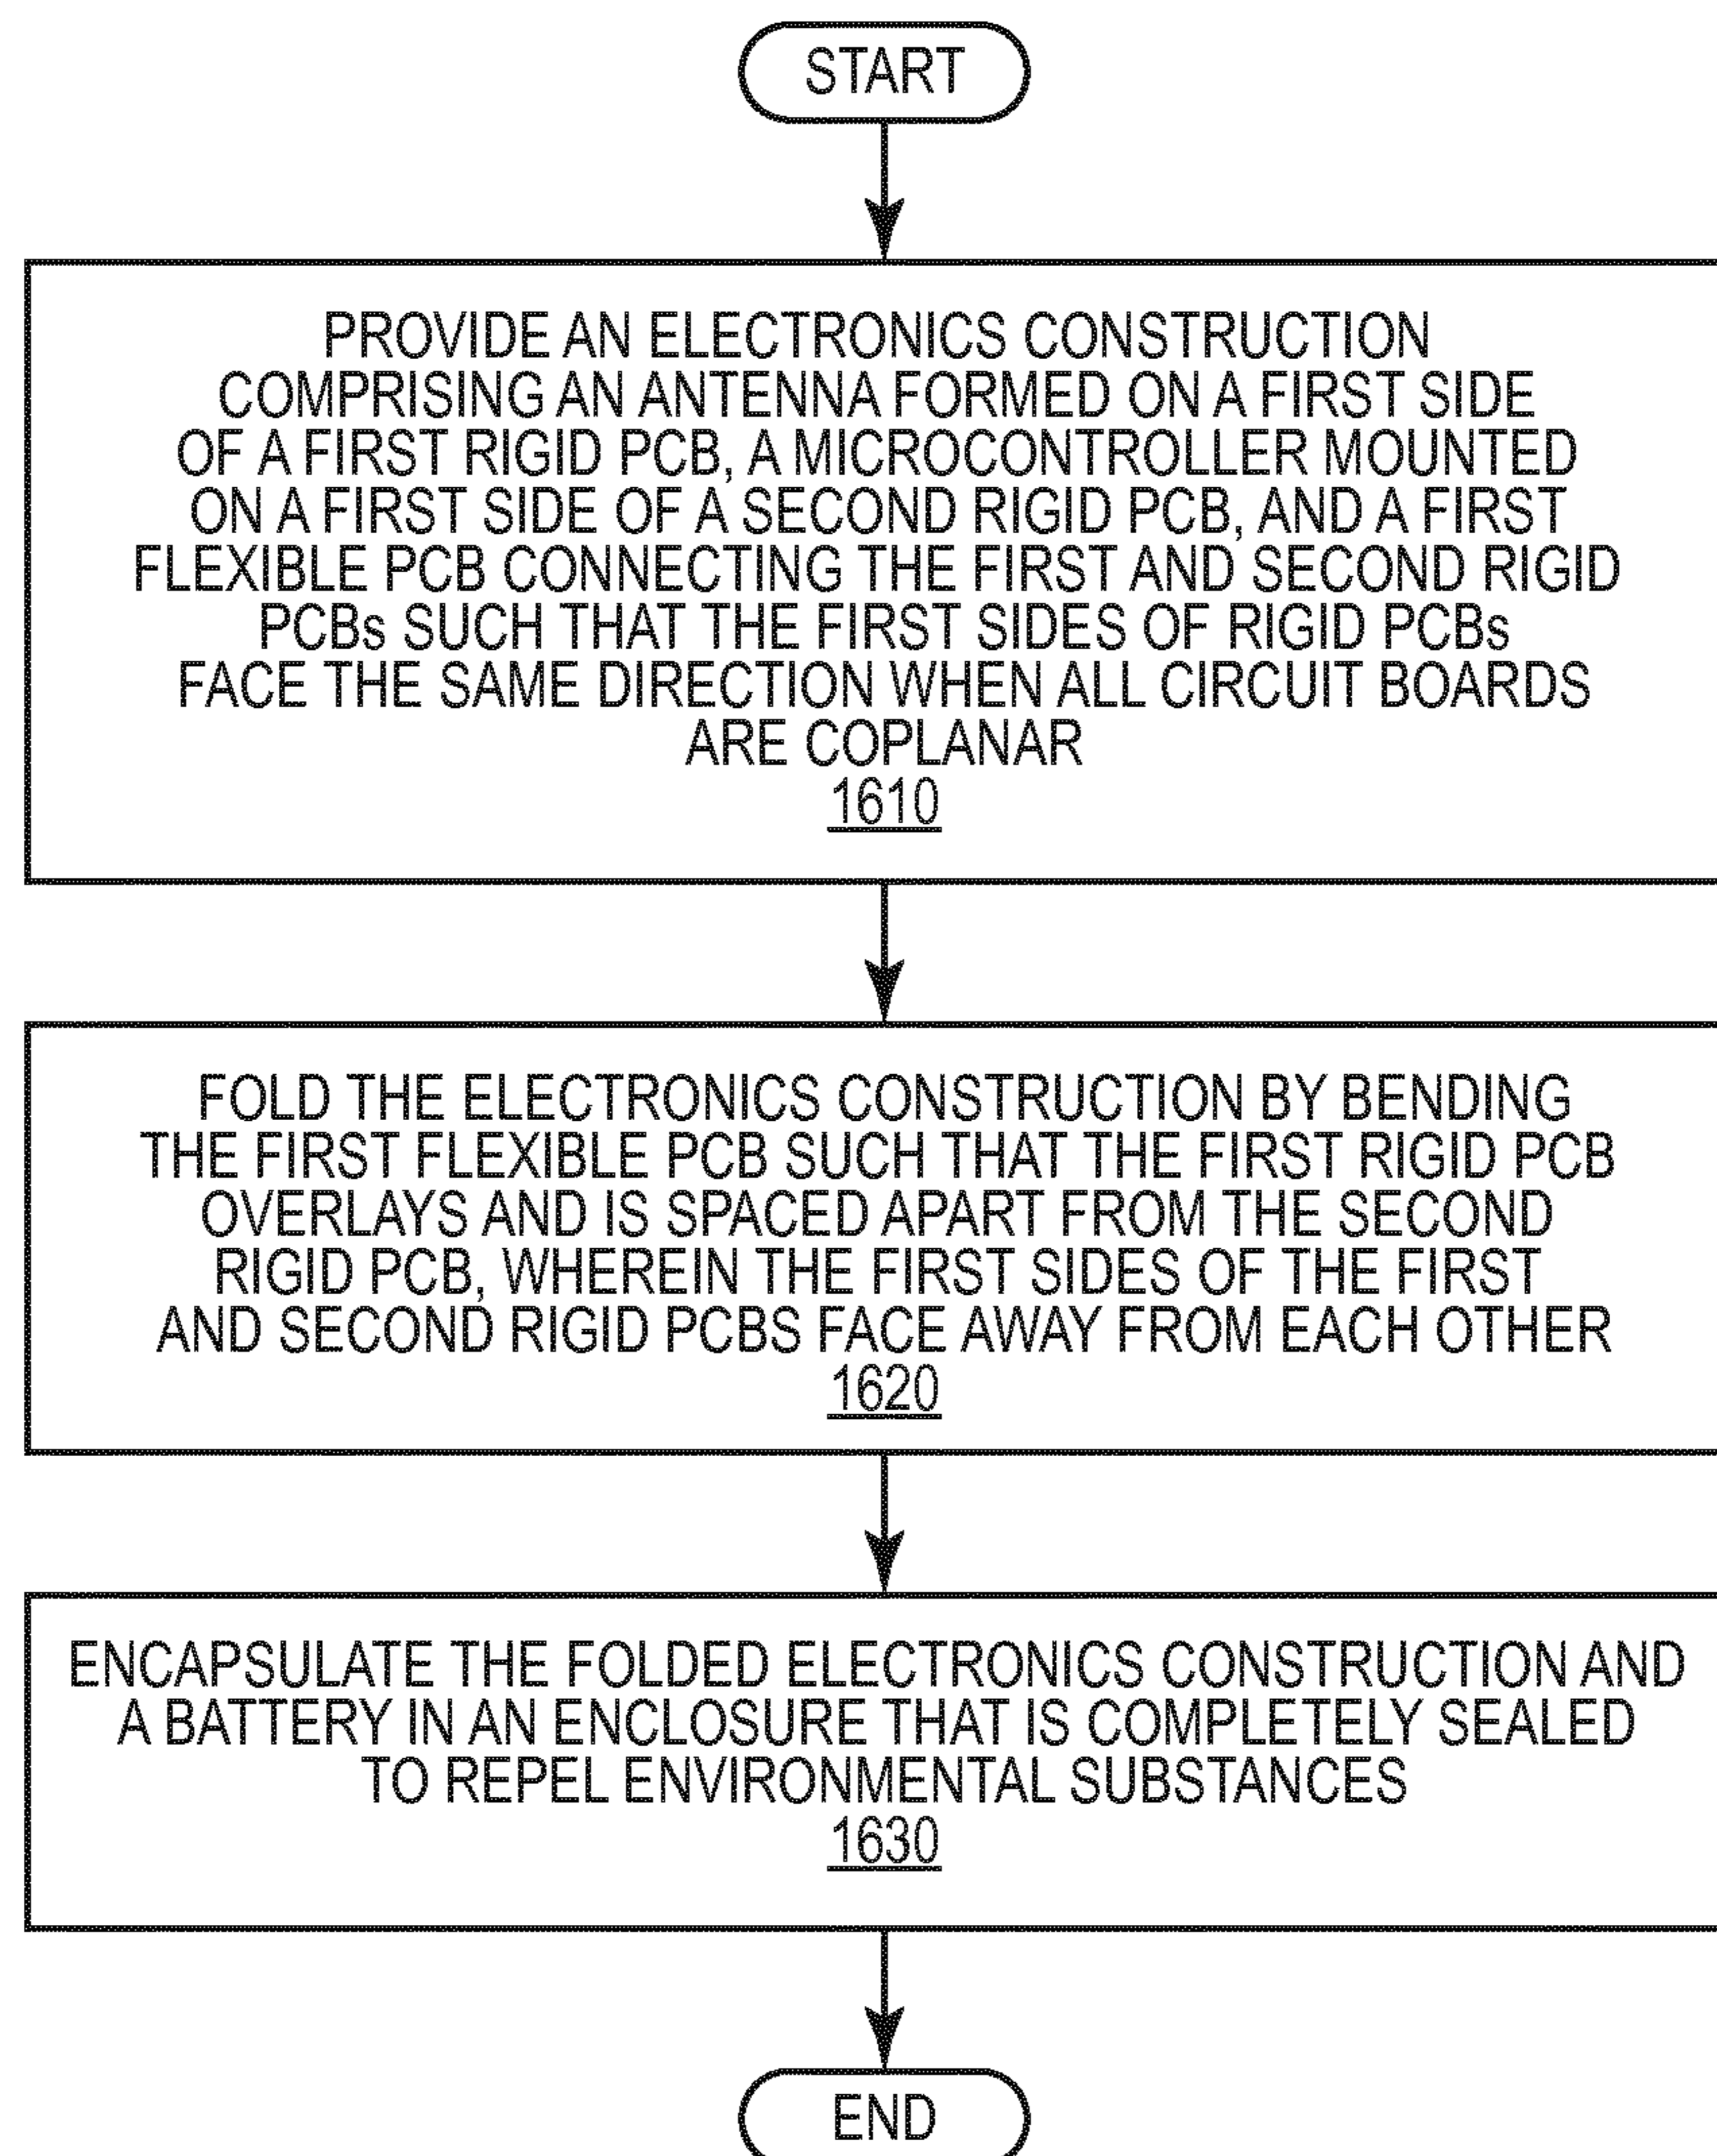 START
PROVIDE AN ELECTRONICS CONSTRUCTION
COMPRISING AN ANTENNA FORMED ON A FIRST SIDE
OF A FIRST RIGID PCB, A MICROCONTROLLER MOUNTED
ON A FIRST SIDE OF A SECOND RIGID PCB, AND A FIRST
FLEXIBLE PCB CONNECTING THE FIRST AND SECOND RIGID
PCBs SUCH THAT THE FIRST SIDES OF RIGID PCBs
FACE THE SAME DIRECTION WHEN ALL CIRCUIT BOARDS
ARE COPLANAR
1610
FOLD THE ELECTRONICS CONSTRUCTION BY BENDING
THE FIRST FLEXIBLE PCB SUCH THAT THE FIRST RIGID PCB
OVERLAYS AND IS SPACED APART FROM THE SECOND
RIGID PCB, WHEREIN THE FIRST SIDES OF THE FIRST
AND SECOND RIGID PCBS FACE AWAY FROM EACH OTHER
1620
ENCAPSULATE THE FOLDED ELECTRONICS CONSTRUCTION AND
A BATTERY IN AN ENCLOSURE THAT IS COMPLETELY SEALED
TO REPEL ENVIRONMENTAL SUBSTANCES
1630
END